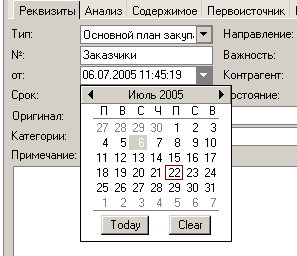 Реквизиты Анализ Содержимое Первоисточник
Тип: Основной план закуп Направление:
№: Заказчики Важность:
от: 06.07.2005 11:45:19 Контрагент:
Срок: Июль 2005 остояние:
П В С Ч П С В
27 28 29 30 1 2 3
Оригинал: 4 5 6 7 8 9 10
Категории: 11 12 13 14 15 16 17
Примечание: 18 19 20 21 22 23 24
25 26 27 28 29 30 31
1 2 3 4 5 6 7
Today Clear